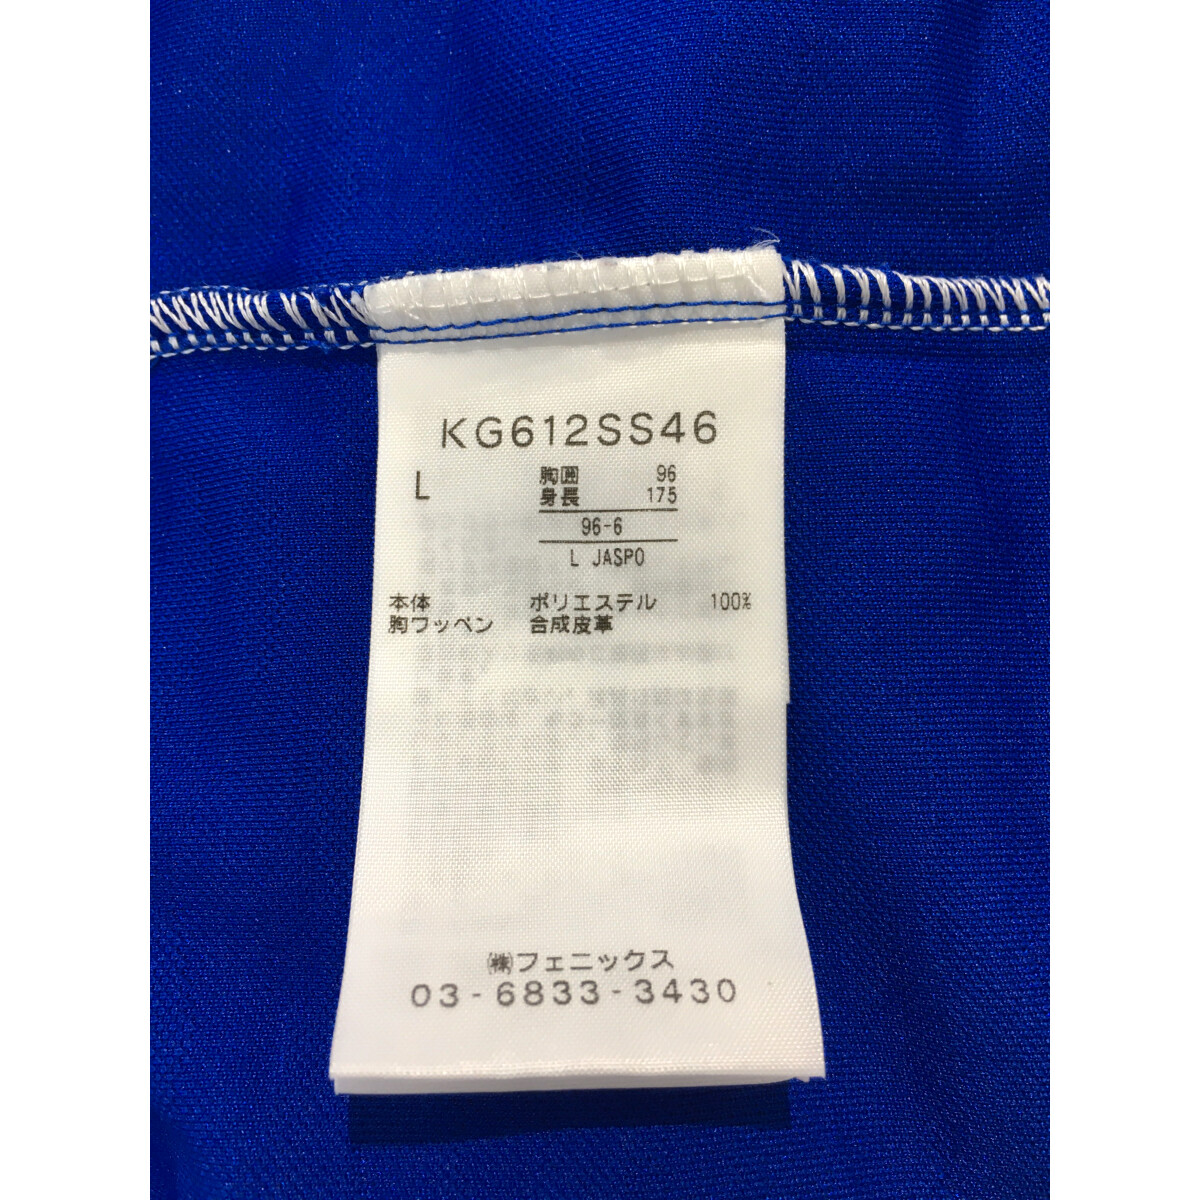 KG612SS46
L 胸囲 96
身長 175
96-6
L JASPO
本体 ポリエステル 100%
胸ワッペン 合成皮革
㈱フェニックス
03-6833-3430